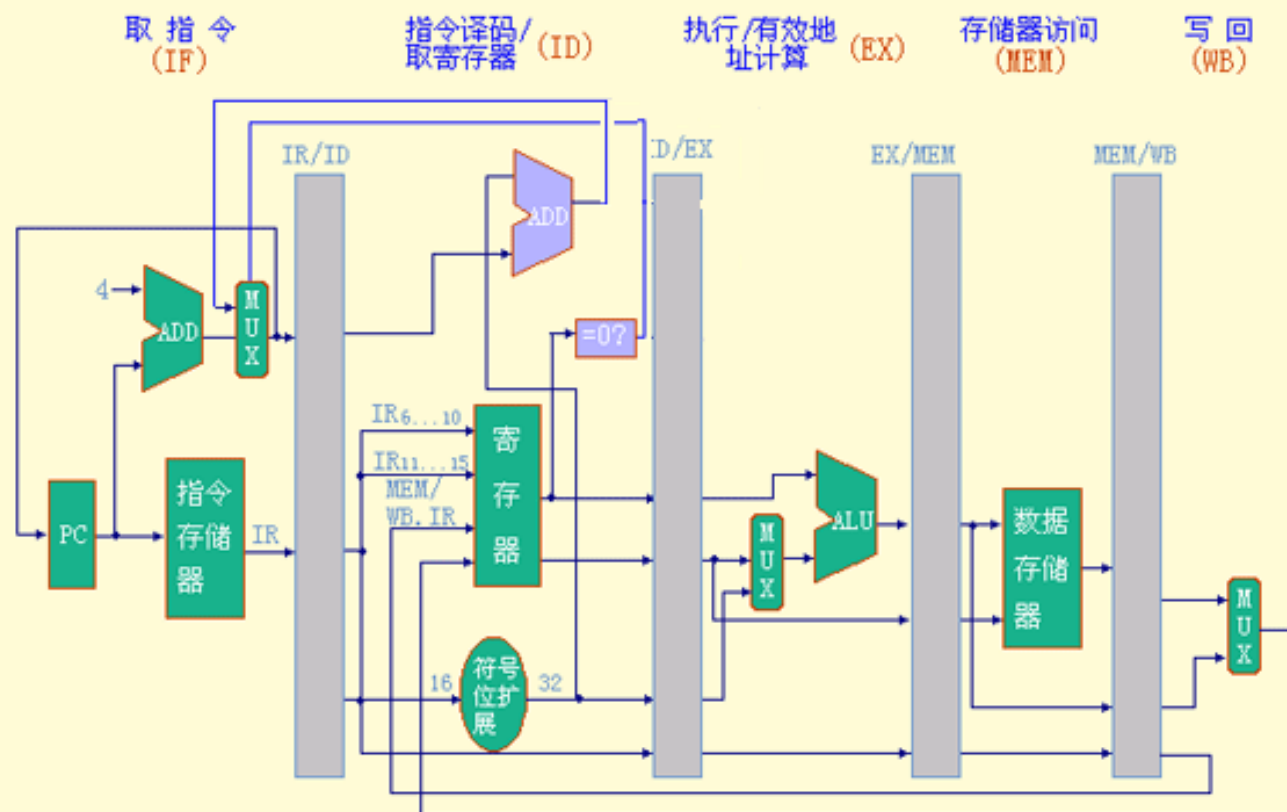 取 指 令
(IF)
指令译码/
取寄存器 (ID)
执行/有效地
址计算 (EX)
存储器访问
(MEM)
写 回
(WB)
IR/ID
D/EX
EX/MEM
MEM/WB
ADD
4
ADD
M
U
X
=0?
IR6...10
IR11...15
MEM/
WB.IR
寄
存
器
PC
指令
存储
器
IR
M
U
X
ALU
数据
存储
器
M
U
X
16
符号
位扩
展
32